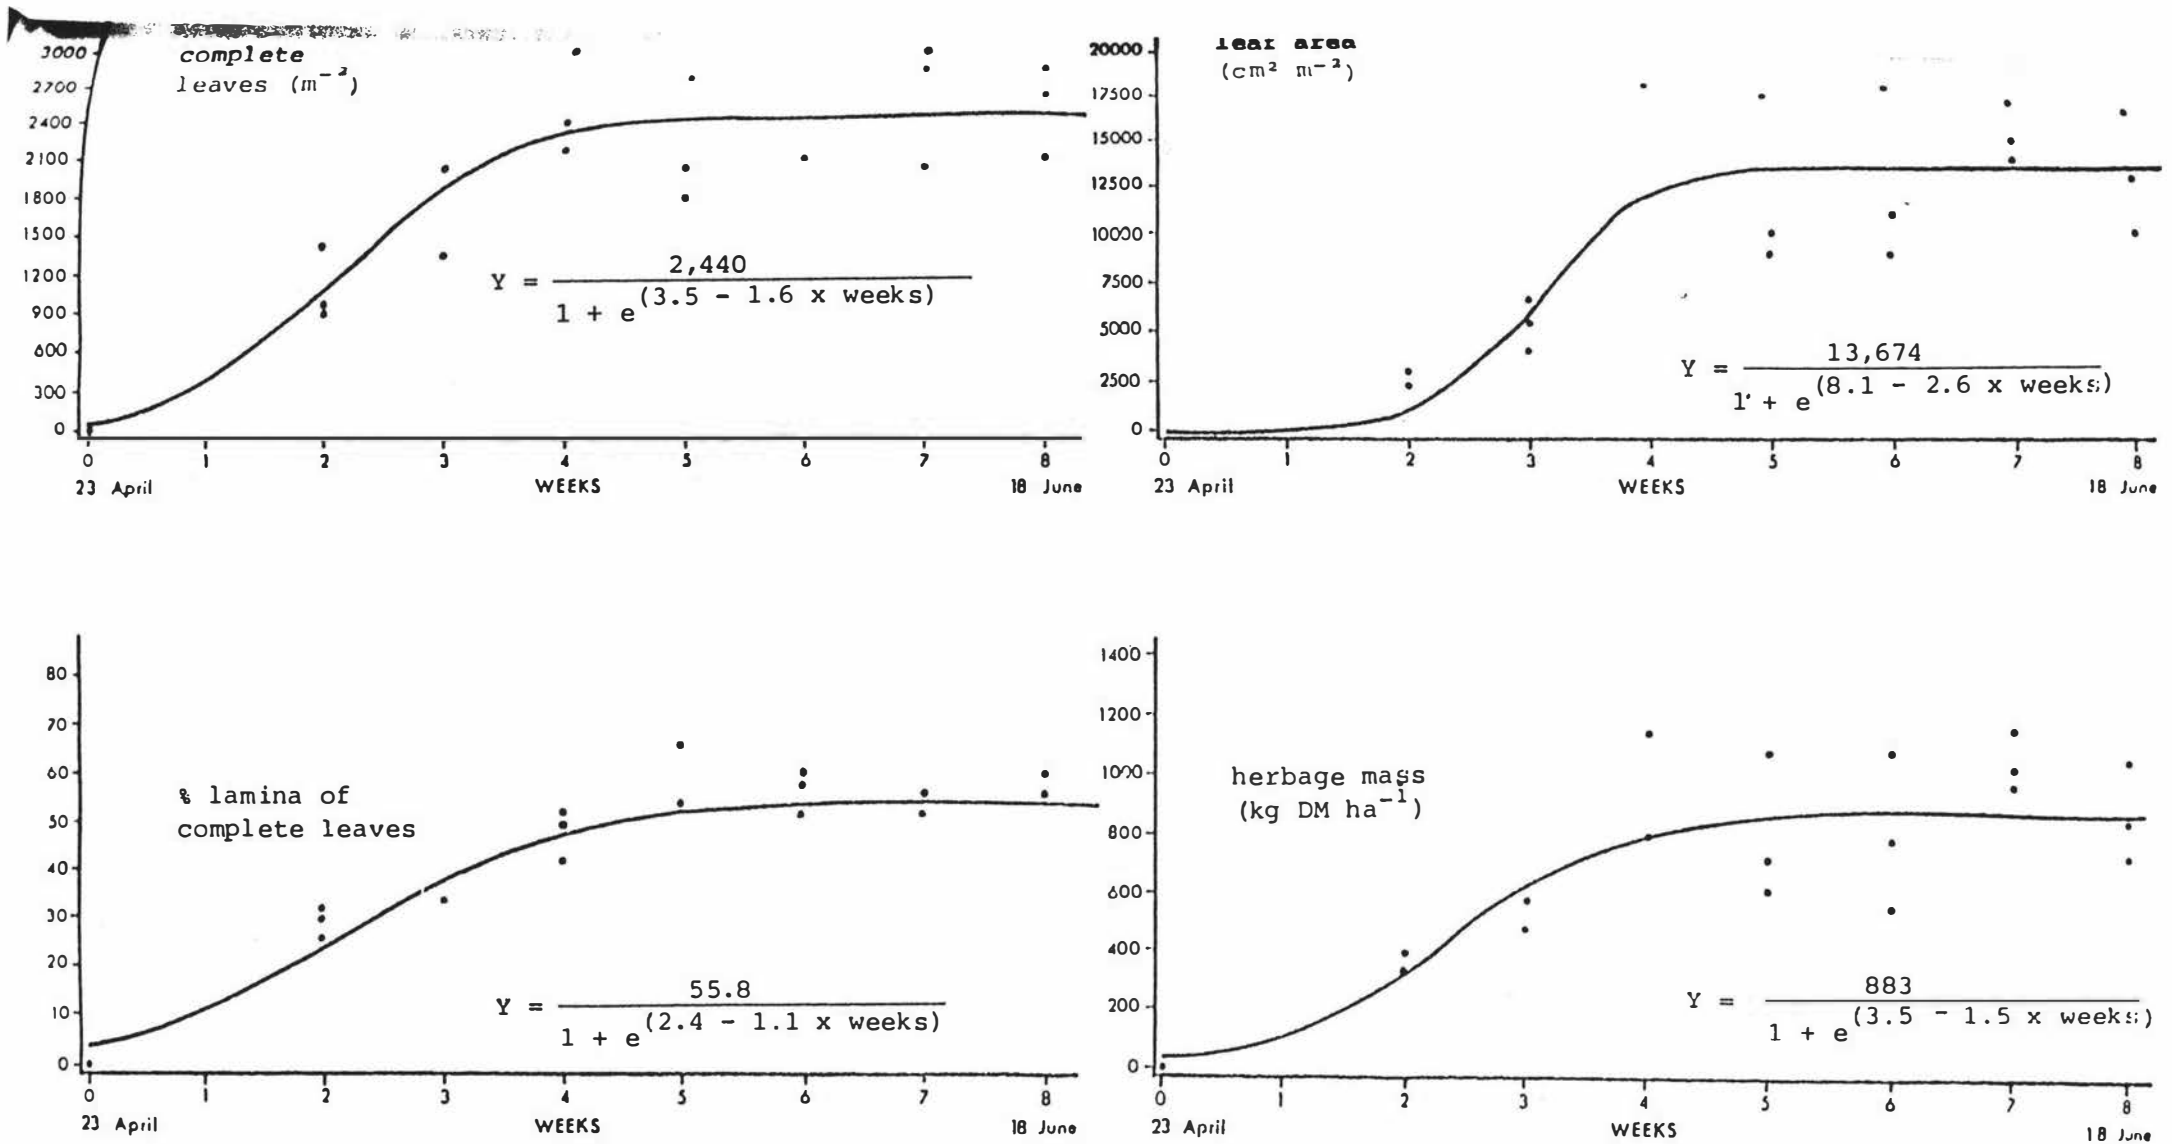 complete
leaves (m⁻²)
3000
2700
2400
2100
1800
1500
1200
900
600
300
0
Y = 2,440
1 + e(3.5 - 1.6 x weeks)
0 1 2 3 4 5 6 7 8
23 April WEEKS 18 June
leaf area
(cm² m⁻²)
20000
17500
15000
12500
10000
7500
5000
2500
0
Y = 13,674
1 + e(8.1 - 2.6 x weeks)
0 1 2 3 4 5 6 7 8
23 April WEEKS 18 June
80
70
60
50
40
30
20
10
0
% lamina of
complete leaves
Y = 55.8
1 + e(2.4 - 1.1 x weeks)
0 1 2 3 4 5 6 7 8
23 April WEEKS 18 June
1400
1200
1000
800
600
400
200
0
herbage mass
(kg DM ha⁻¹)
Y = 883
1 + e(3.5 - 1.5 x weeks)
0 1 2 3 4 5 6 7 8
23 April WEEKS 18 June